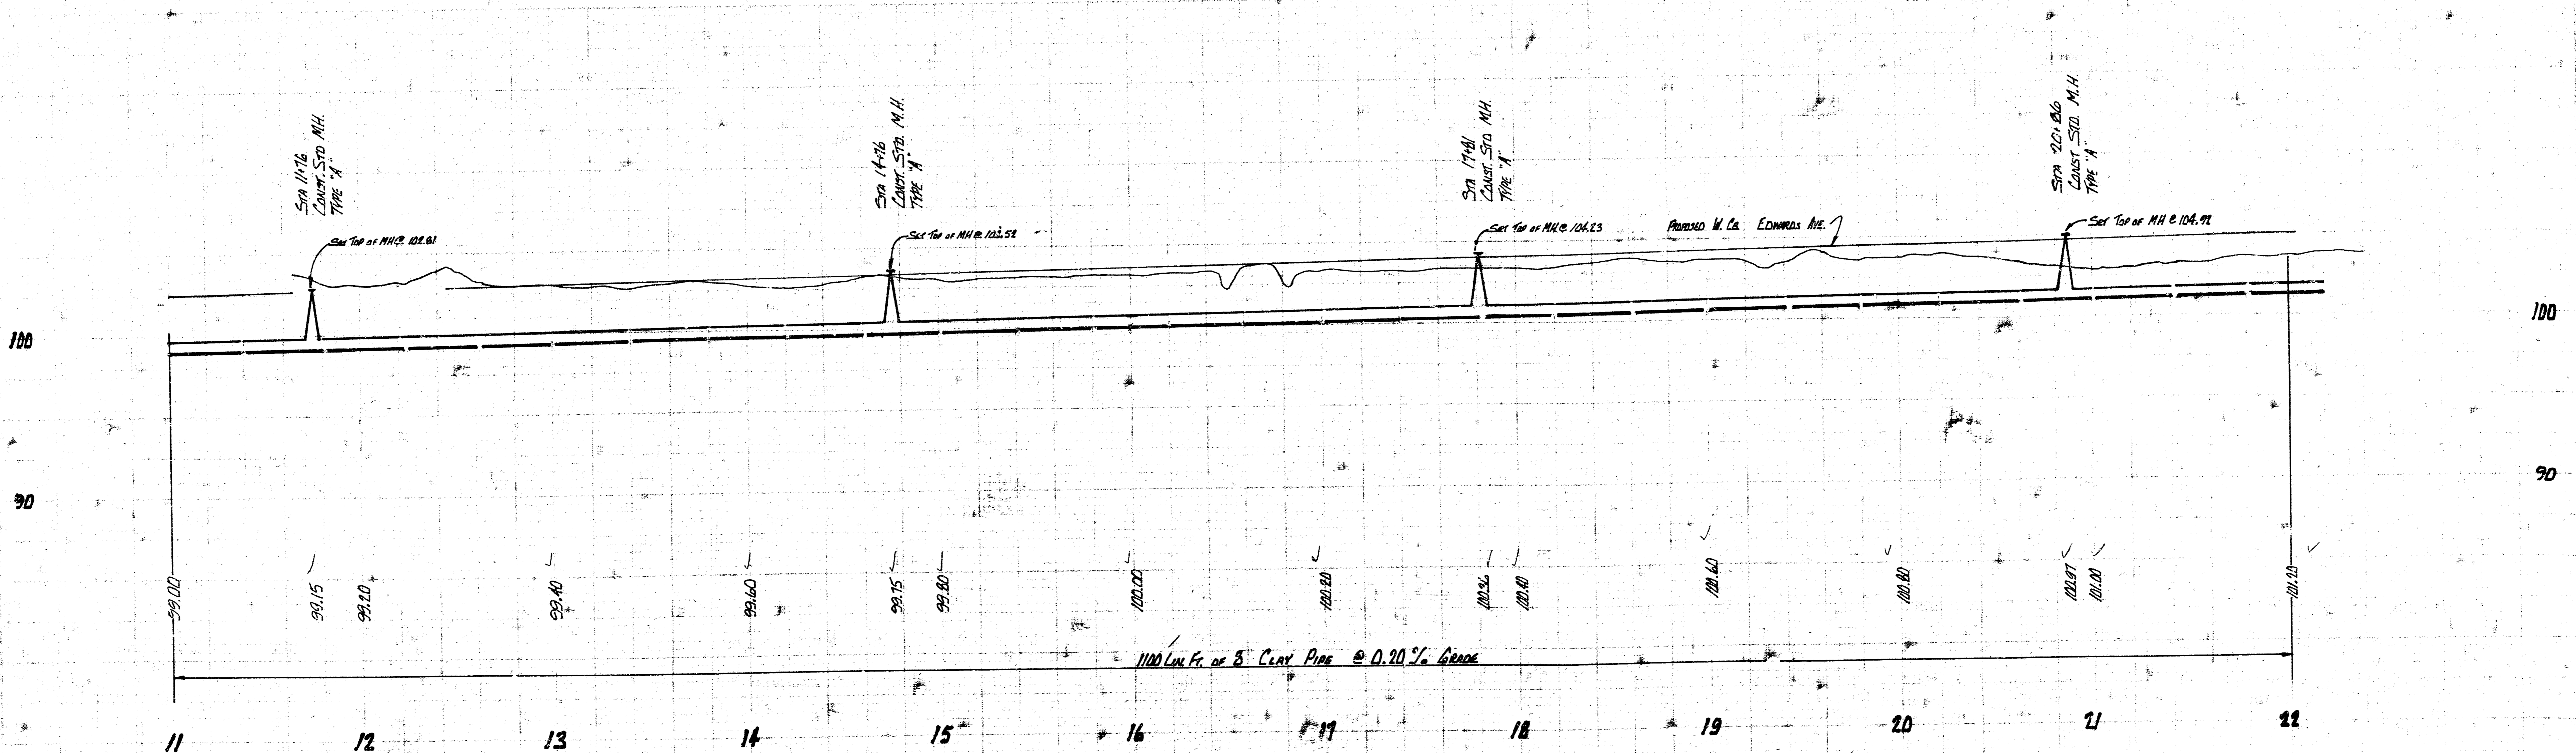 STA 11+76
CONST. STD MH.
TYPE "A"
STA 14+76
CONST. STD. M.H.
TYPE "A"
STA 17+81
CONST. STD M.H.
TYPE "A"
STA 20+86
CONST STD. M.H.
TYPE "A"
SET TOP OF MH @ 102.81
SET TOP OF MH @ 103.52
SET TOP OF MH @ 104.23
PROPOSED W. CB. EDWARDS AVE.
SET TOP OF MH @ 104.92
100
100
90
90
99.00
99.15
99.20
99.40
99.60
99.75
99.80
100.00
100.20
100.36
100.40
100.60
100.80
100.97
101.00
101.20
1100 LIN. FT. OF 8" CLAY PIPE @ 0.20 % GRADE
11
12
13
14
15
16
17
18
19
20
21
22